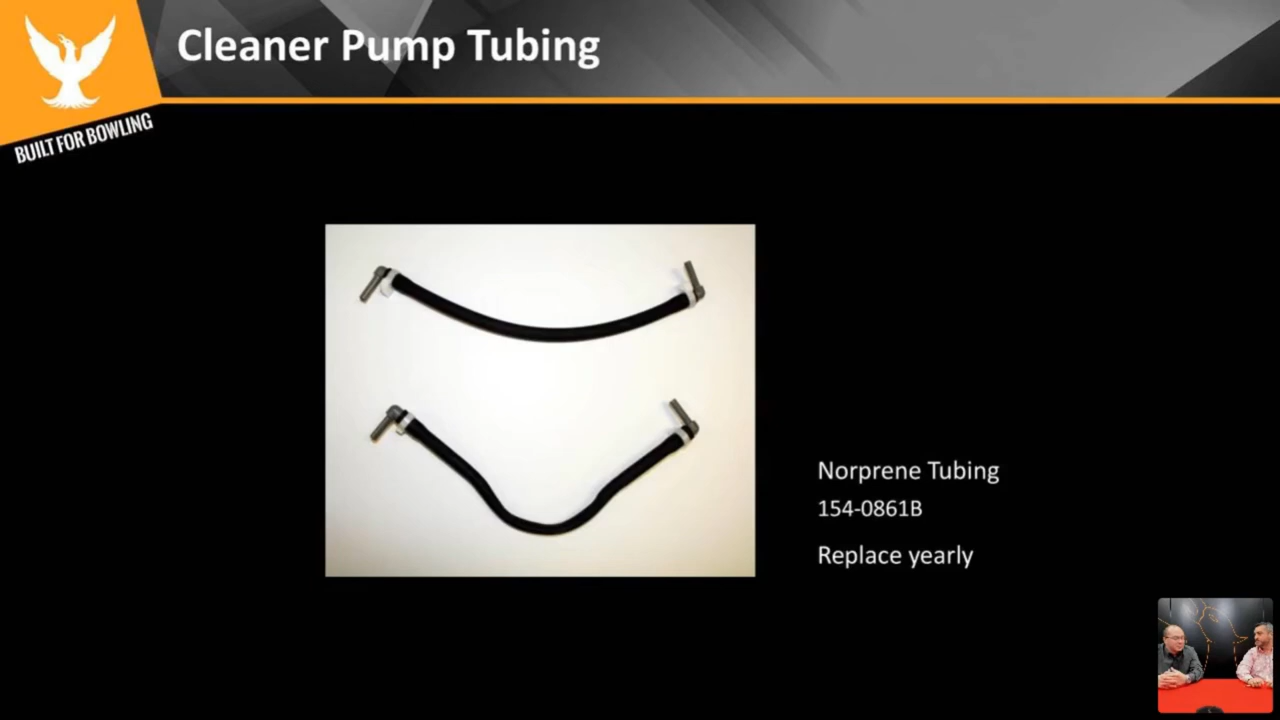 Cleaner Pump Tubing
BUILT FOR BOWLING
Norprene Tubing
154-0861B
Replace yearly